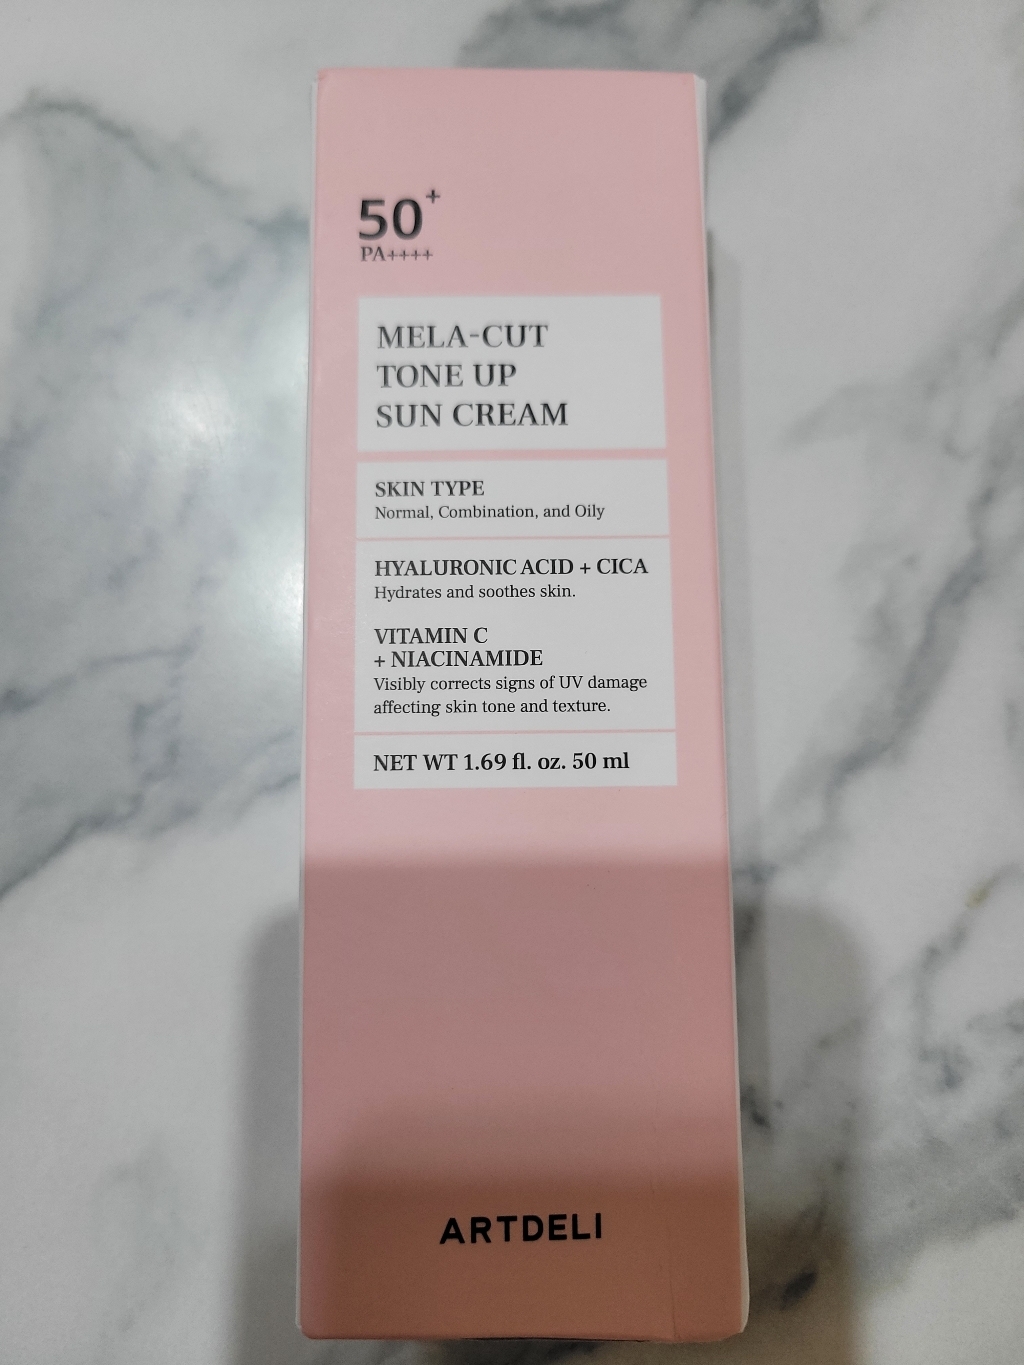 50+
PA++++
MELA-CUT
TONE UP
SUN CREAM
SKIN TYPE
Normal, Combination, and Oily
HYALURONIC ACID + CICA
Hydrates and soothes skin.
VITAMIN C
+ NIACINAMIDE
Visibly corrects signs of UV damage
affecting skin tone and texture.
NET WT 1.69 fl. oz. 50 ml
ARTDELI